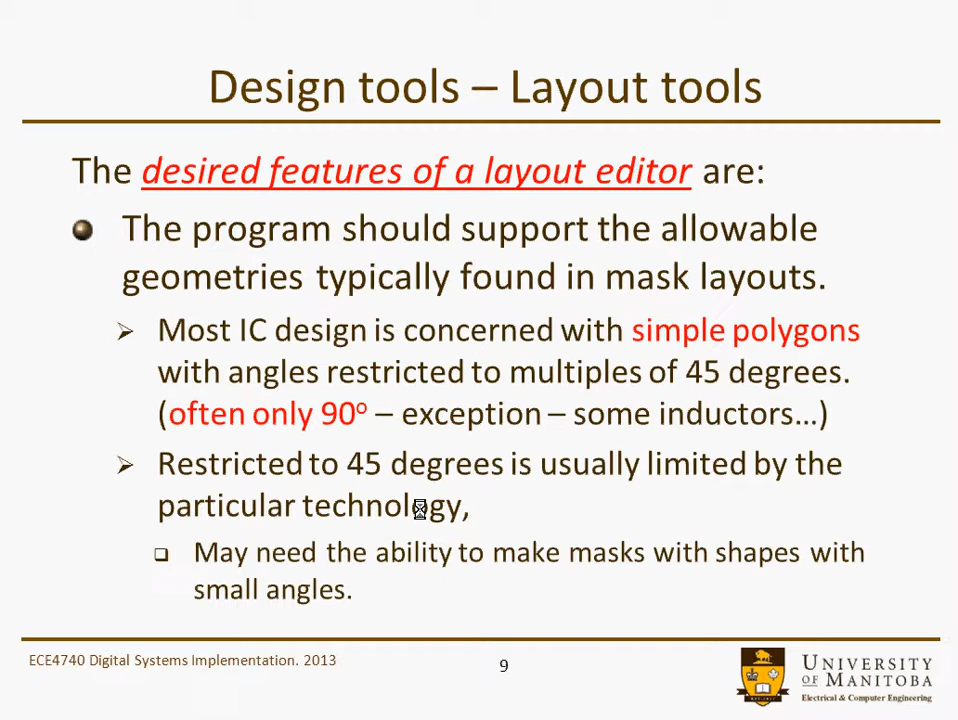 Design tools – Layout tools
The desired features of a layout editor are:
The program should support the allowable
geometries typically found in mask layouts.
Most IC design is concerned with simple polygons
with angles restricted to multiples of 45 degrees.
(often only 90º – exception – some inductors…)
Restricted to 45 degrees is usually limited by the
particular technology,
May need the ability to make masks with shapes with
small angles.
ECE4740 Digital Systems Implementation. 2013
9
UNIVERSITY
OF MANITOBA
Electrical & Computer Engineering